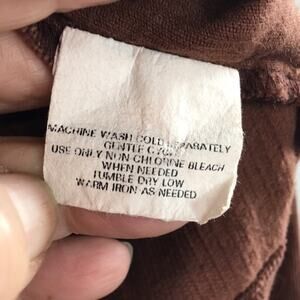 MACHINE WASH COLD SEPARATELY
GENTLE CYCLE
USE ONLY NON CHLORINE BLEACH
WHEN NEEDED
TUMBLE DRY LOW
WARM IRON AS NEEDED